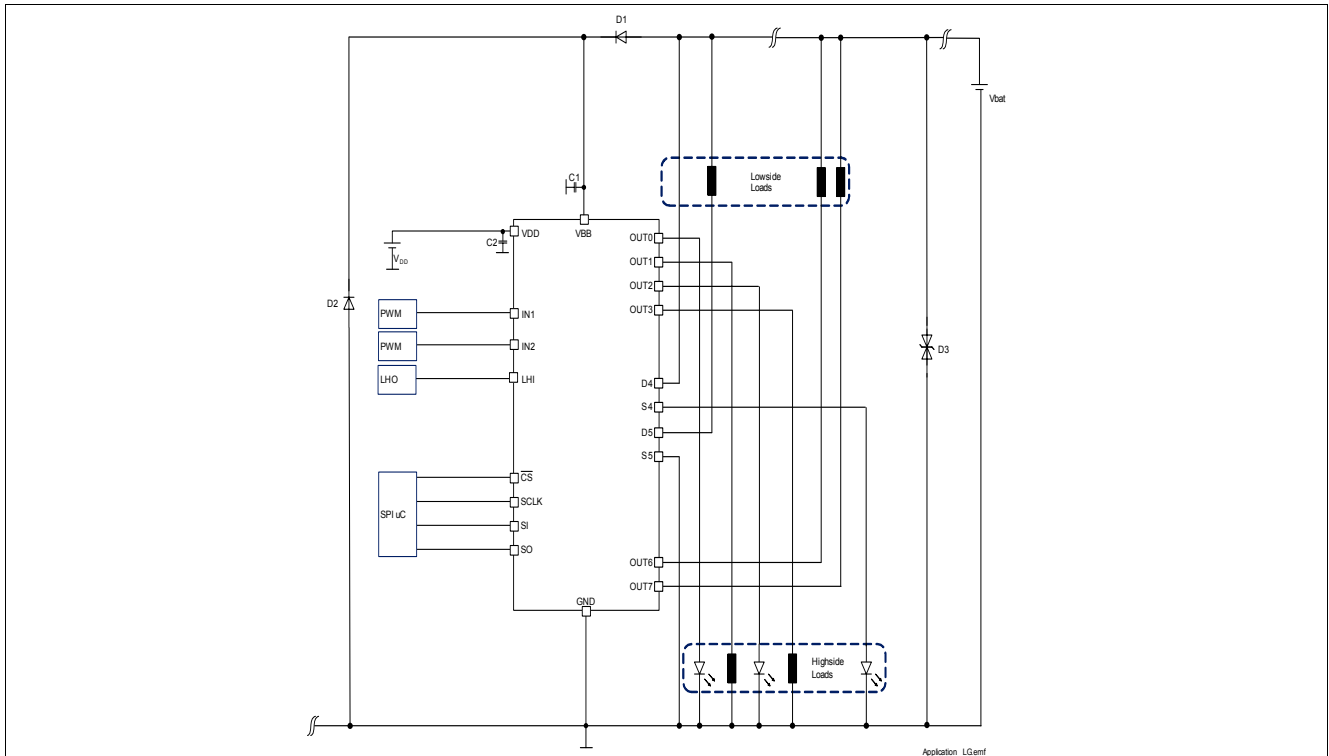 D1
Vbat
Lowside
Loads
C1
VDD
VBB
C2
V_DD
OUT0
OUT1
OUT2
OUT3
D2
PWM
IN1
PWM
IN2
LHO
LHI
D3
D4
S4
D5
S5
CS
SCLK
SPI uC
SI
SO
OUT6
OUT7
GND
Highside
Loads
Application_LG.emf